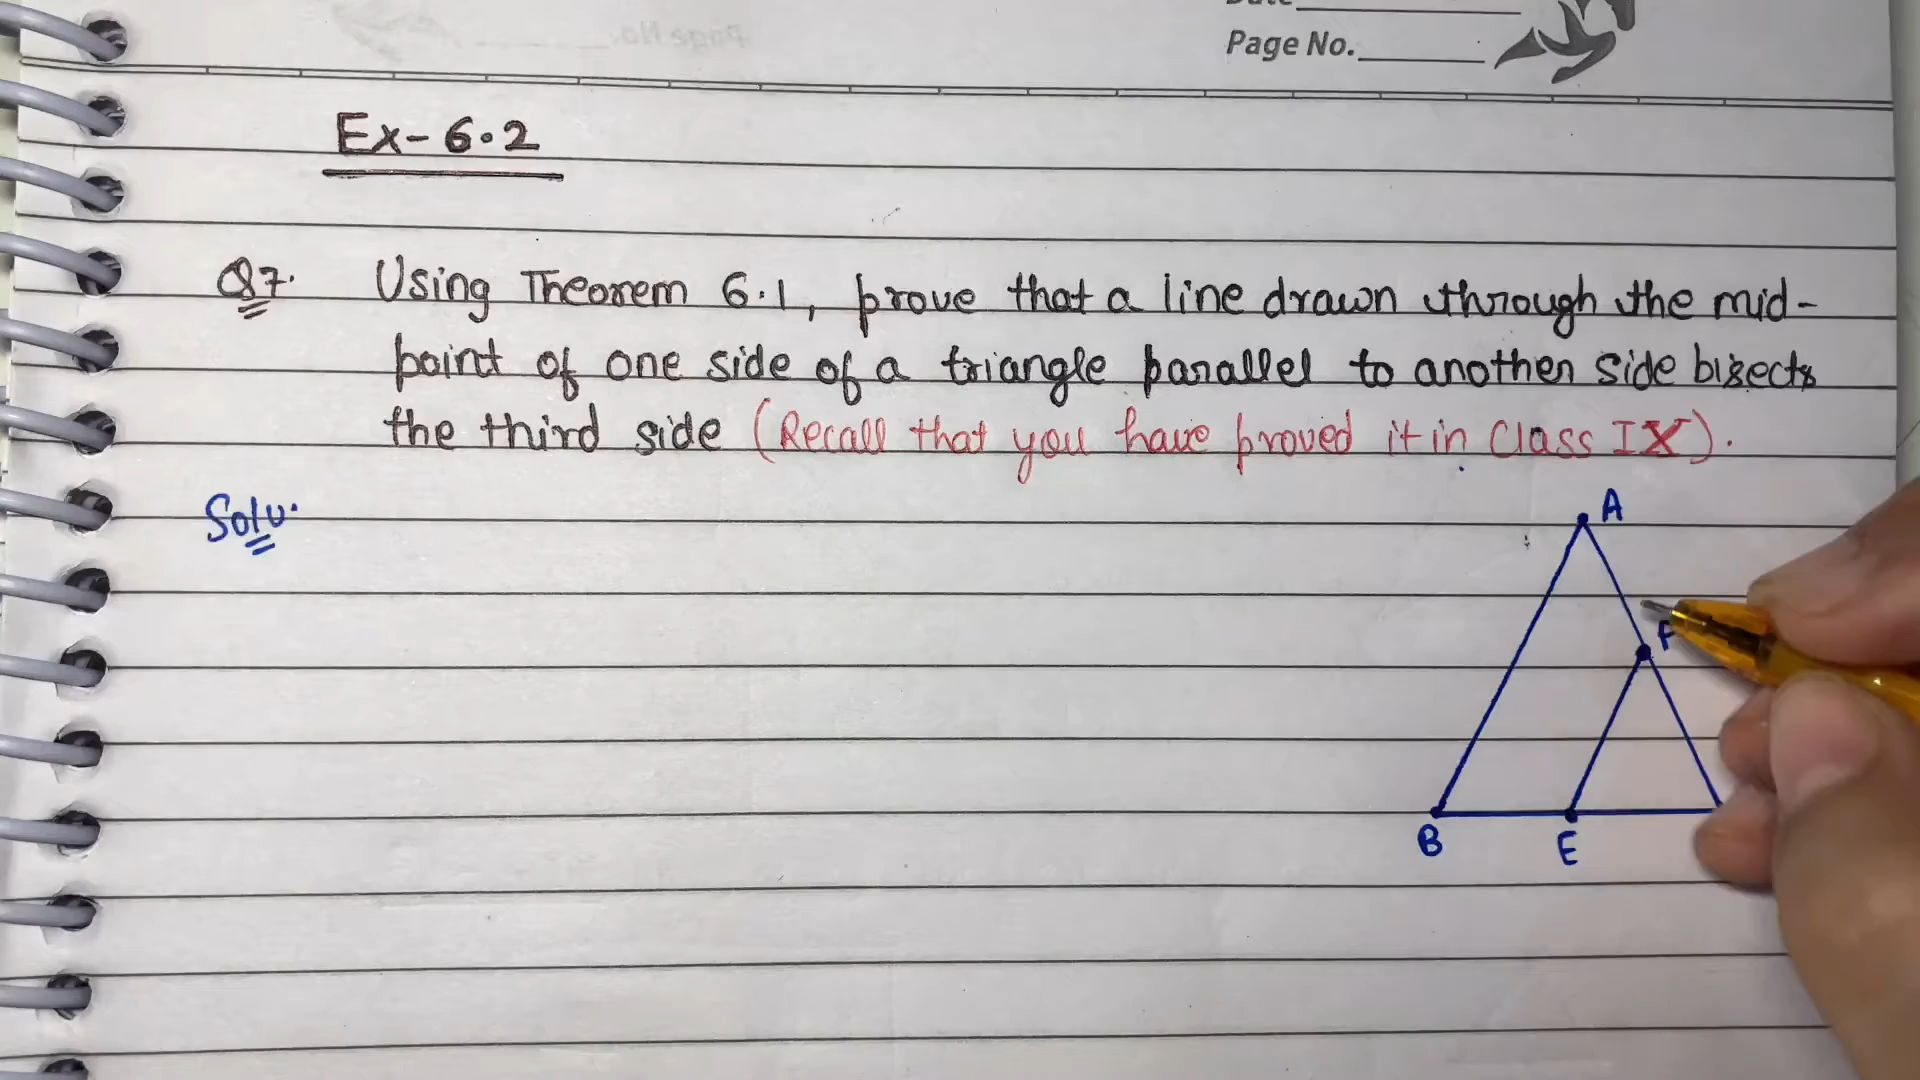 Page No.
Ex-6.2
Q7. Using Theorem 6.1, prove that a line drawn through the mid-
point of one side of a triangle parallel to another side bisects
the third side (Recall that you have proved it in Class IX).
Solu.
A
F
B
E